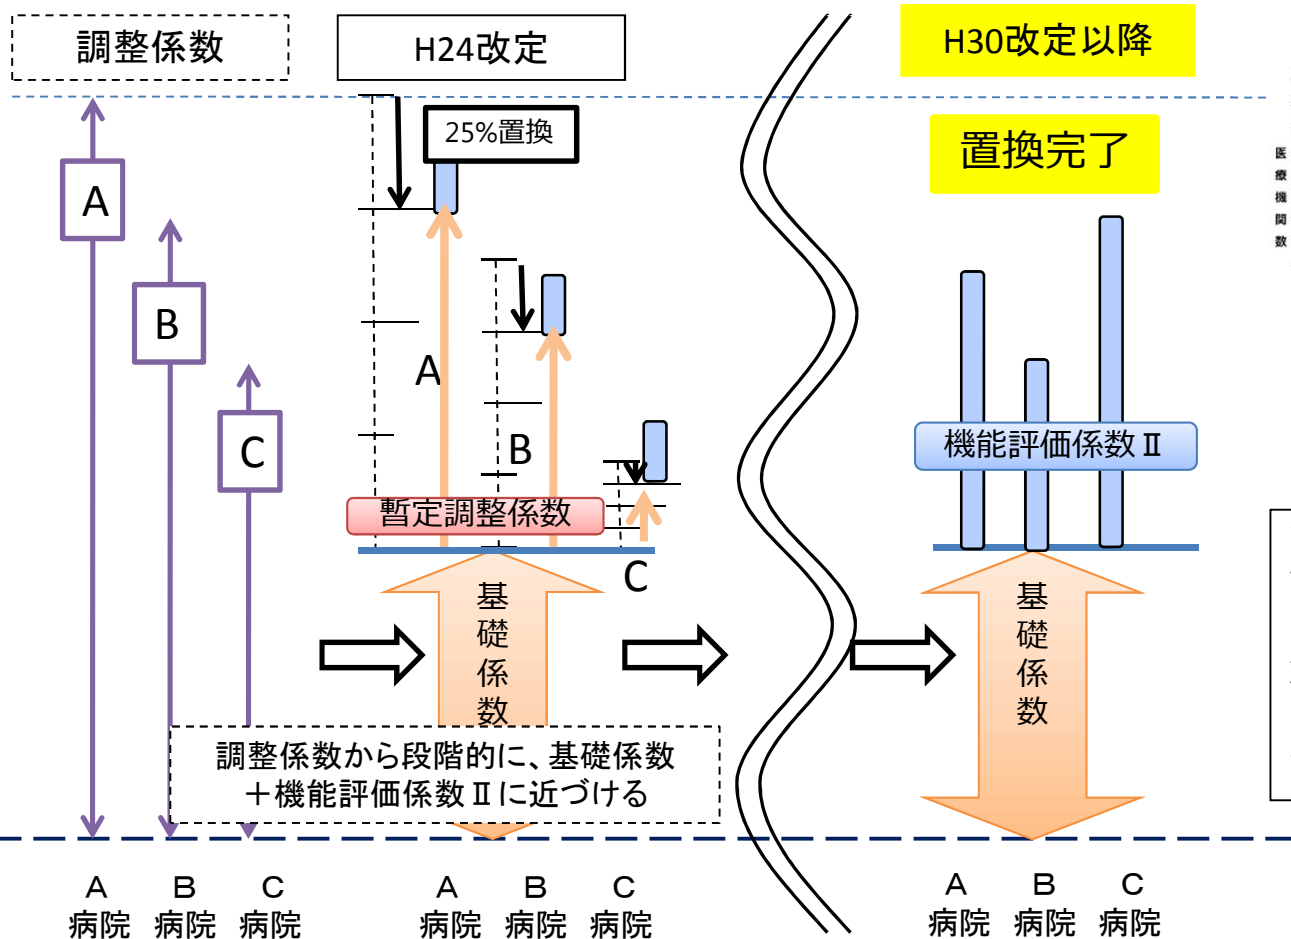 調整係数
H24改定
H30改定以降
25%置換
置換完了
医
療
機
関
数
A
B
C
A
B
C
暫定調整係数
機能評価係数Ⅱ
基
礎
係
数
基
礎
係
数
調整係数から段階的に、基礎係数
＋機能評価係数Ⅱに近づける
A B C
病院 病院 病院
A B C
病院 病院 病院
A B C
病院 病院 病院